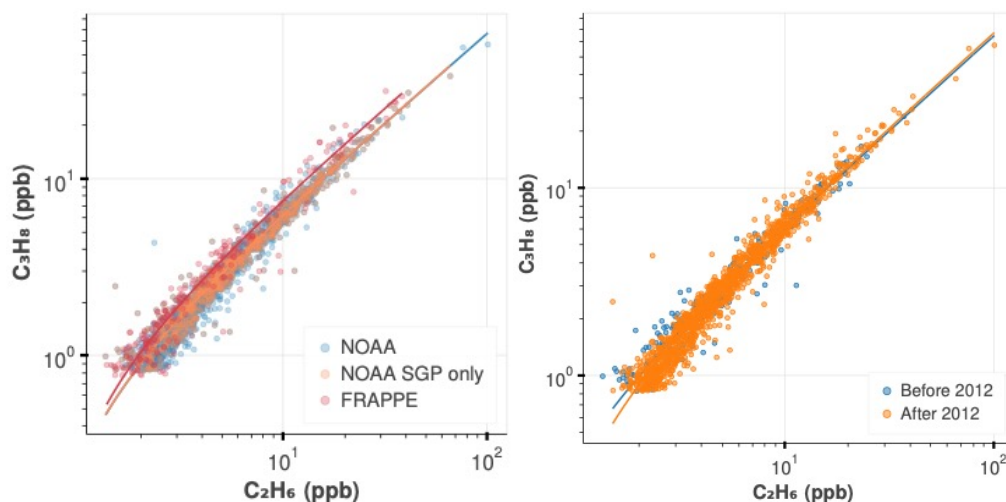 C₃H₈ (ppb)
10¹
10⁰
NOAA
NOAA SGP only
FRAPPE
10¹
10²
C₂H₆ (ppb)
C₃H₈ (ppb)
10¹
10⁰
Before 2012
After 2012
10¹
10²
C₂H₆ (ppb)